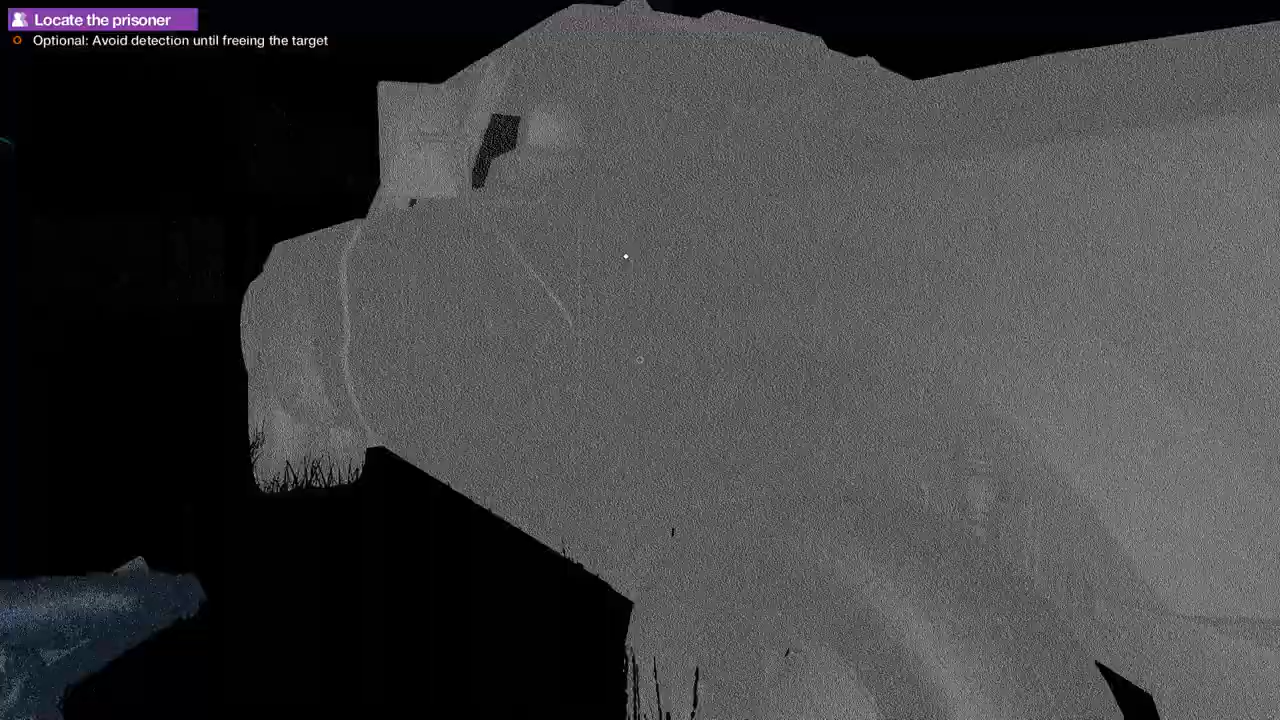 Locate the prisoner
Optional: Avoid detection until freeing the target